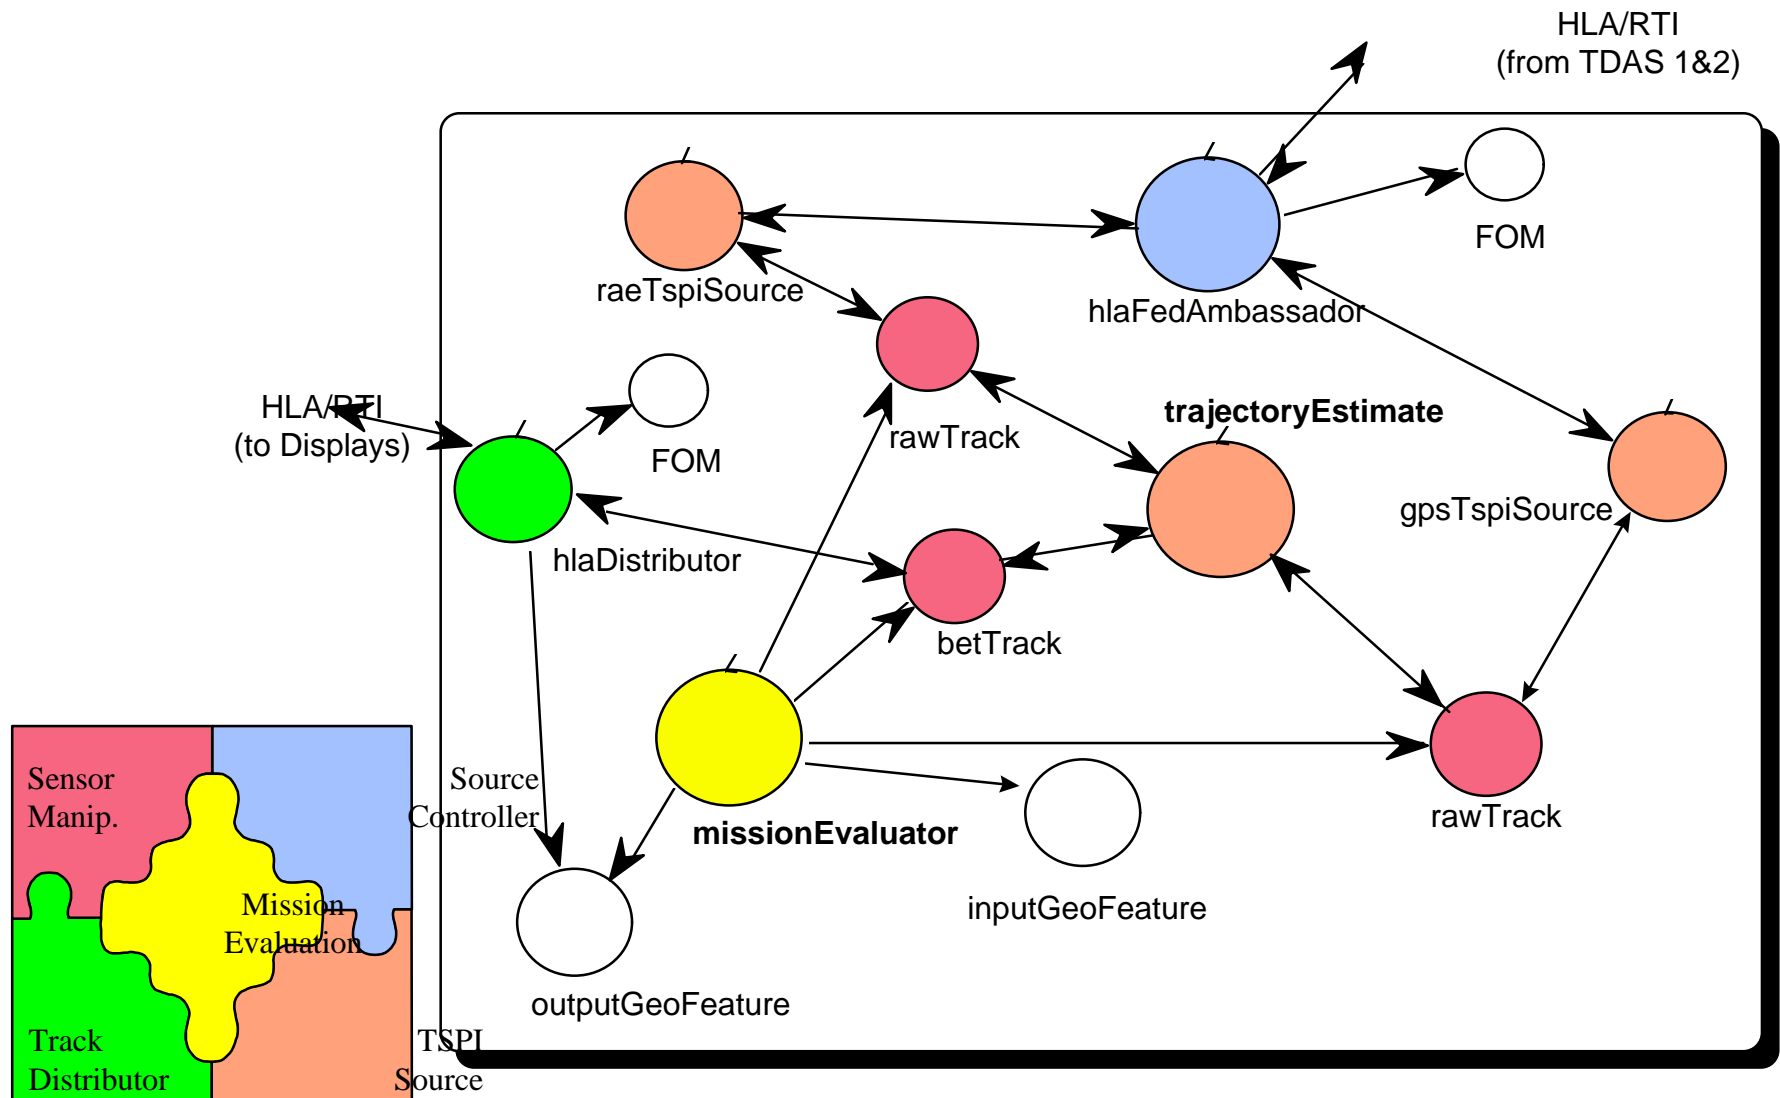 HLA/RTI
(from TDAS 1&2)
FOM
raeTspiSource
hlaFedAmbassador
HLA/RTI
(to Displays)
FOM
rawTrack
trajectoryEstimate
gpsTspiSource
hlaDistributor
betTrack
Sensor
Manip.
Source
Controller
missionEvaluator
rawTrack
Mission
Evaluation
inputGeoFeature
outputGeoFeature
Track
Distributor
TSPI
Source